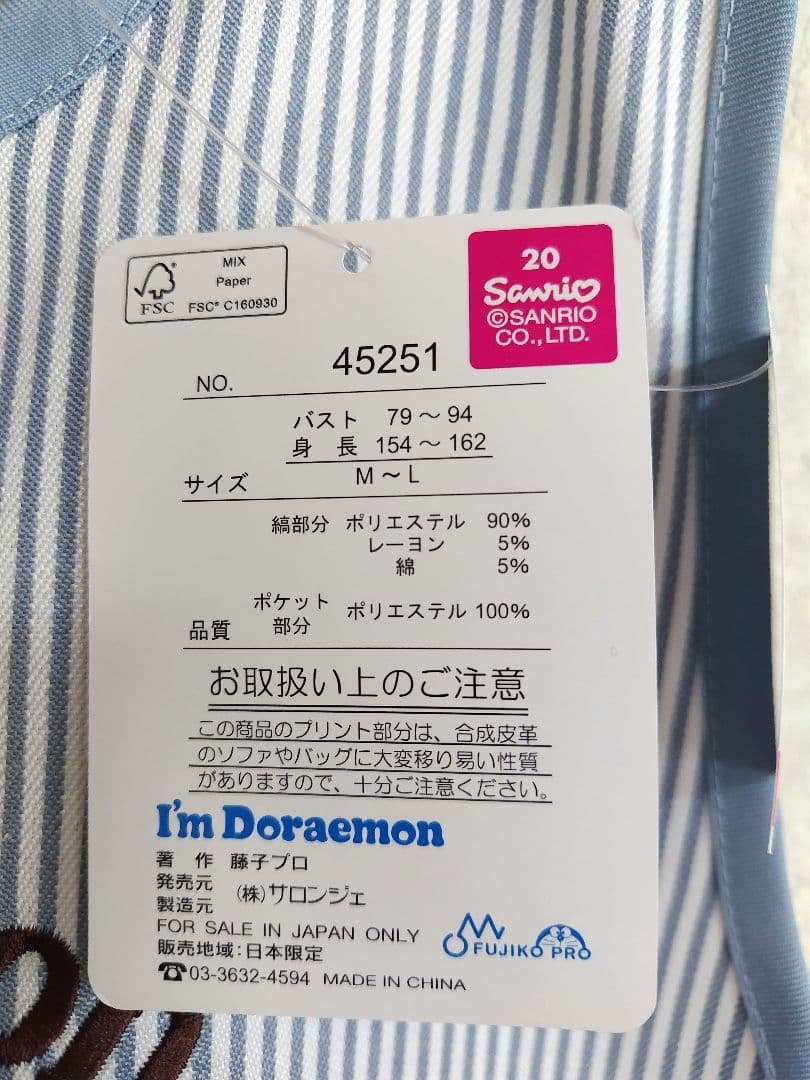 MIX
Paper
FSC® C160930
FSC
20
Sanrio
©SANRIO
CO.,LTD.
NO. 45251
バスト 79～94
身 長 154～162
サイズ M～L
縞部分 ポリエステル 90%
レーヨン 5%
綿 5%
ポケット部分 ポリエステル 100%
品質
お取扱い上のご注意
この商品のプリント部分は、合成皮革
のソファやバッグに大変移り易い性質
がありますので、十分ご注意ください。
I'm Doraemon
著 作 藤子プロ
発売元
製造元 (株)サロンジェ
FOR SALE IN JAPAN ONLY
販売地域：日本限定
☎03-3632-4594 MADE IN CHINA
FUJIKO PRO